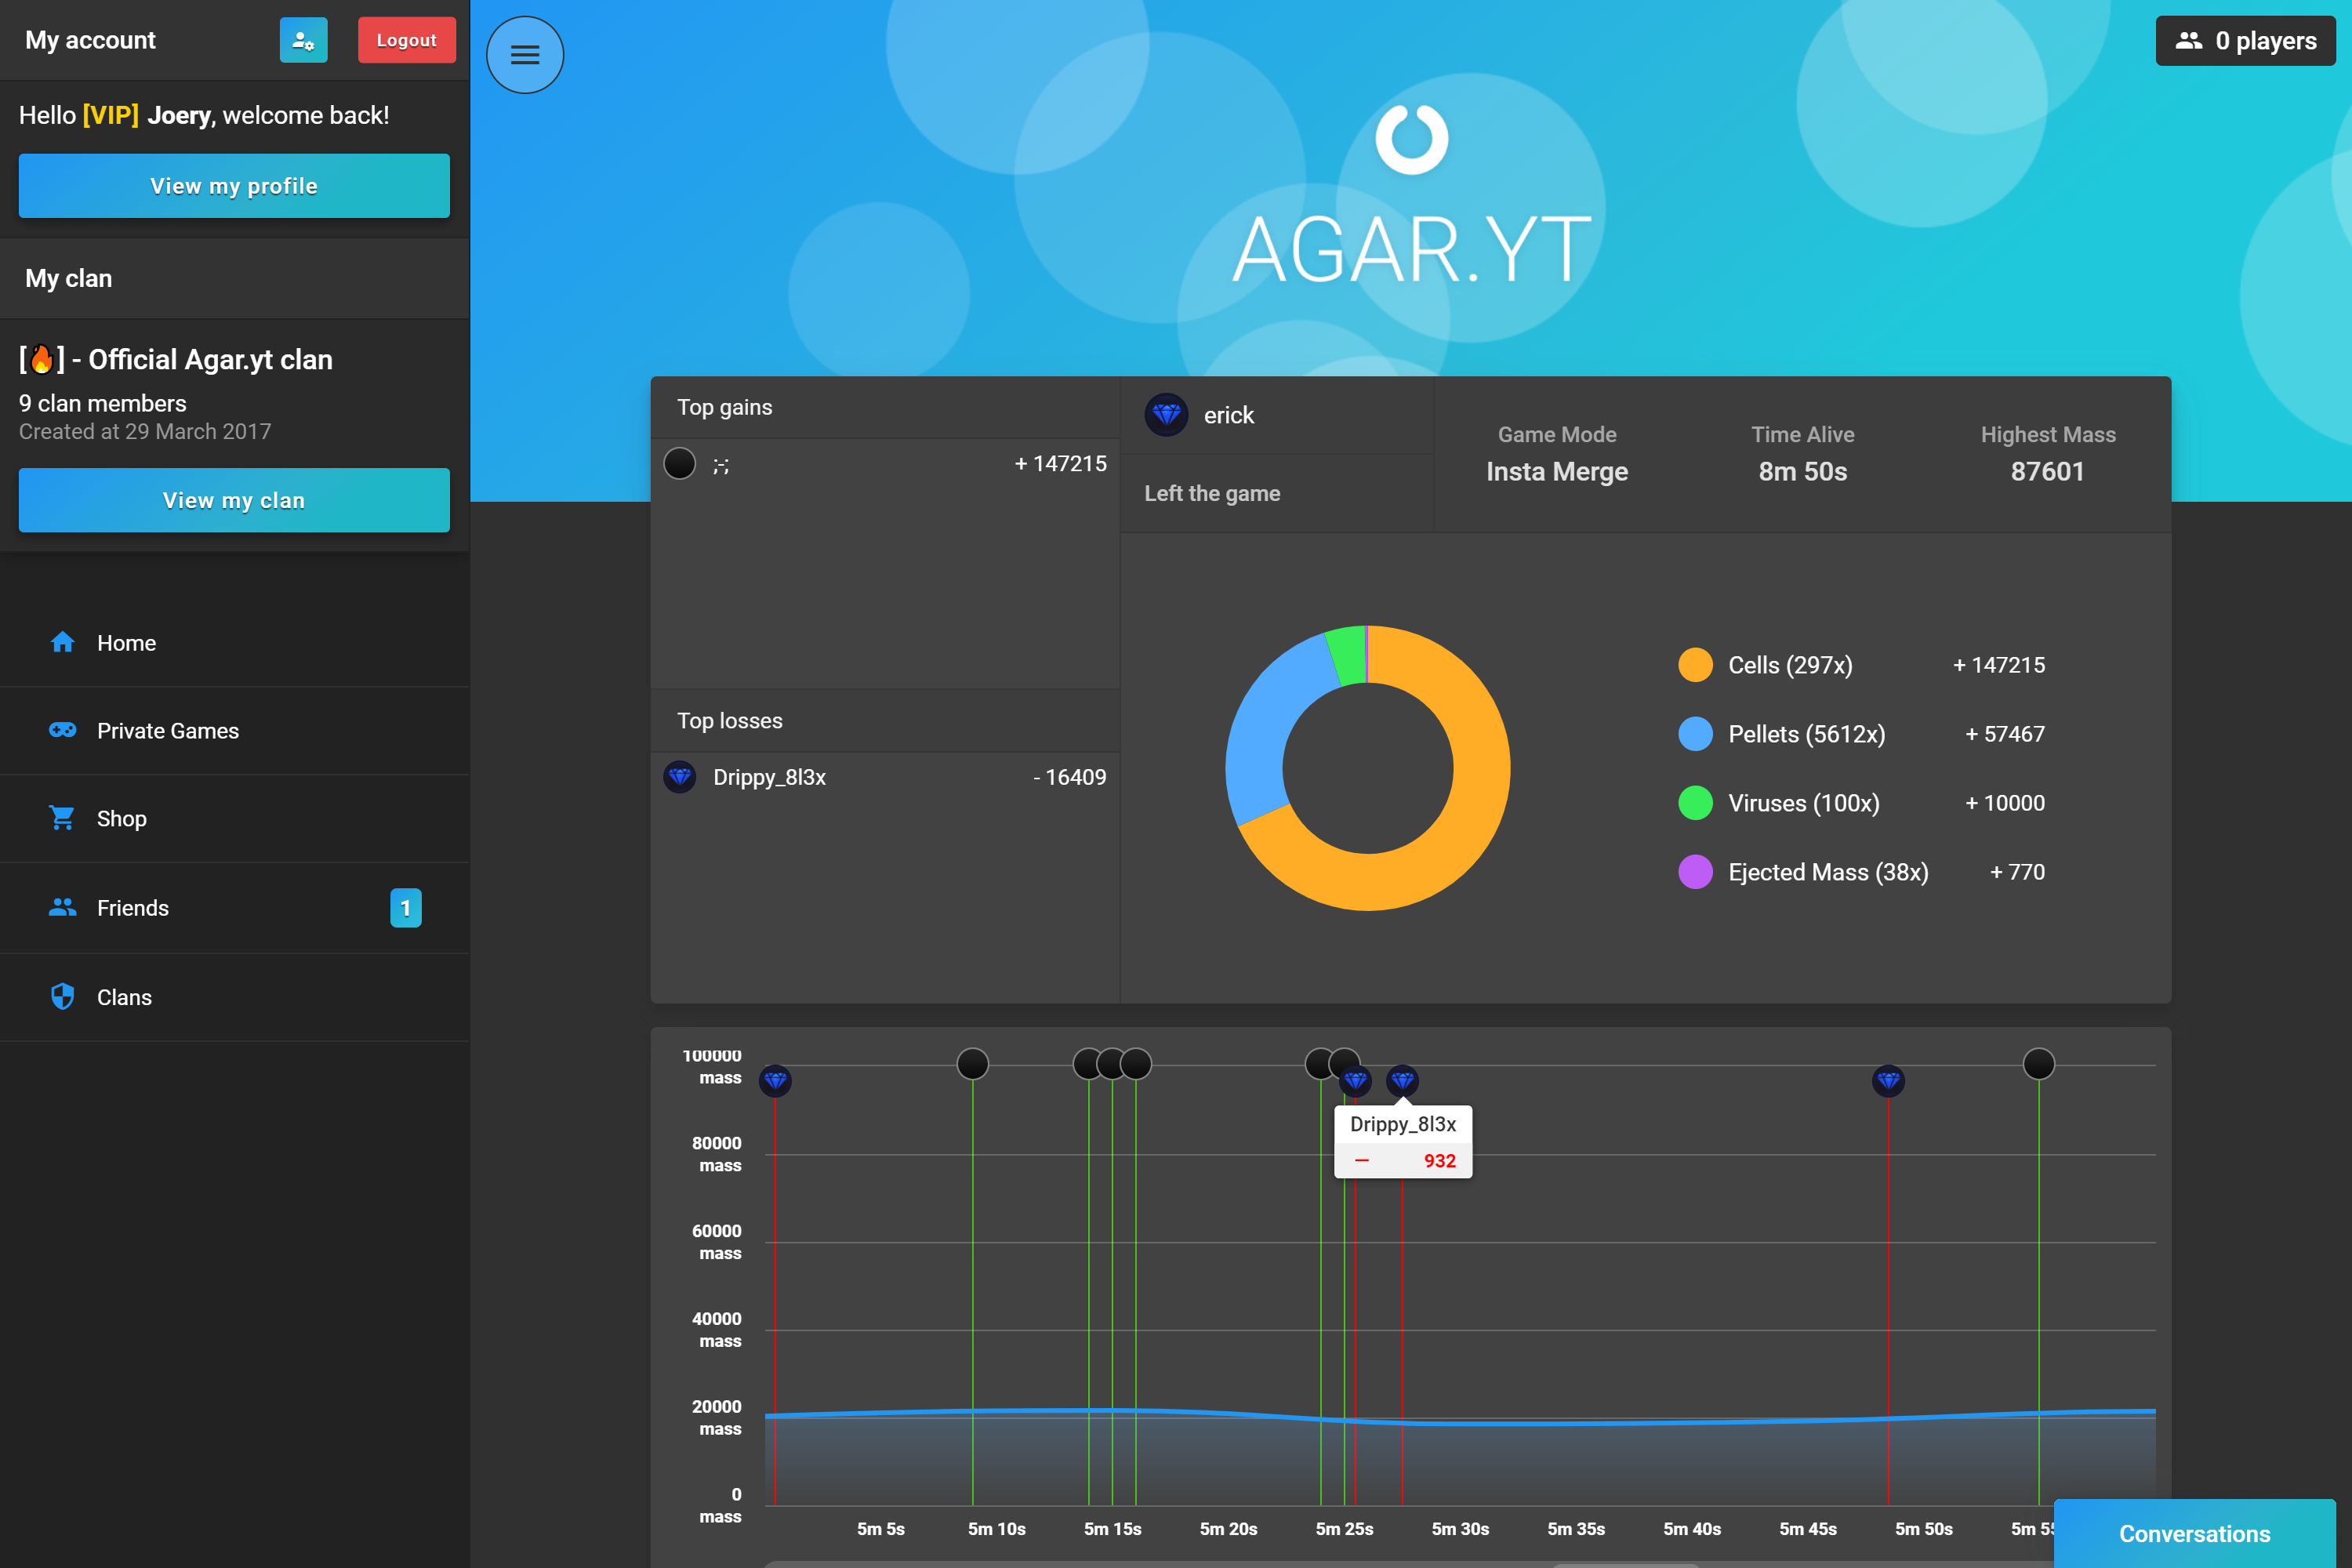 My account
Logout
Hello [VIP] Joery, welcome back!
View my profile
My clan
[🔥] - Official Agar.yt clan
9 clan members
Created at 29 March 2017
View my clan
Home
Private Games
Shop
Friends
1
Clans
0 players
AGAR.YT
Top gains
;-; + 147215
Top losses
Drippy_8l3x - 16409
erick
Left the game
Game Mode
Insta Merge
Time Alive
8m 50s
Highest Mass
87601
Cells (297x) + 147215
Pellets (5612x) + 57467
Viruses (100x) + 10000
Ejected Mass (38x) + 770
100000
mass
80000
mass
60000
mass
40000
mass
20000
mass
0
mass
Drippy_8l3x
— 932
5m 5s 5m 10s 5m 15s 5m 20s 5m 25s 5m 30s 5m 35s 5m 40s 5m 45s 5m 50s 5m
Conversations